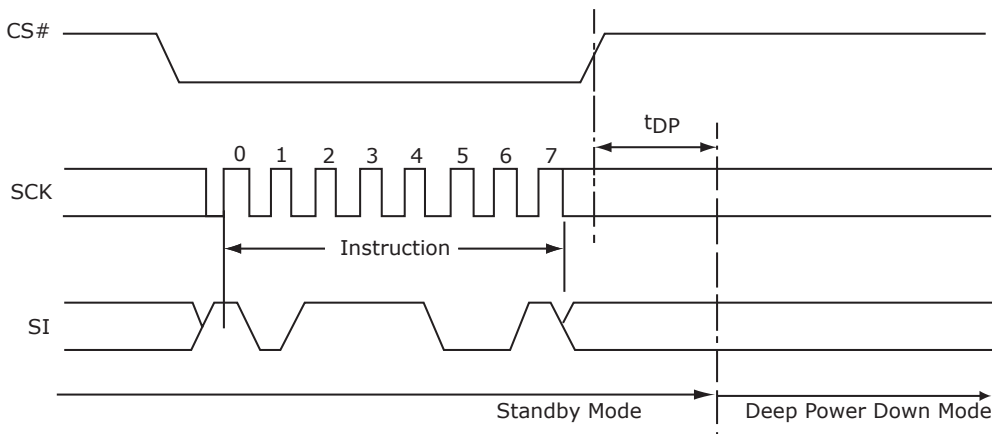 CS#
tDP
0 1 2 3 4 5 6 7
SCK
Instruction
SI
Standby Mode
Deep Power Down Mode